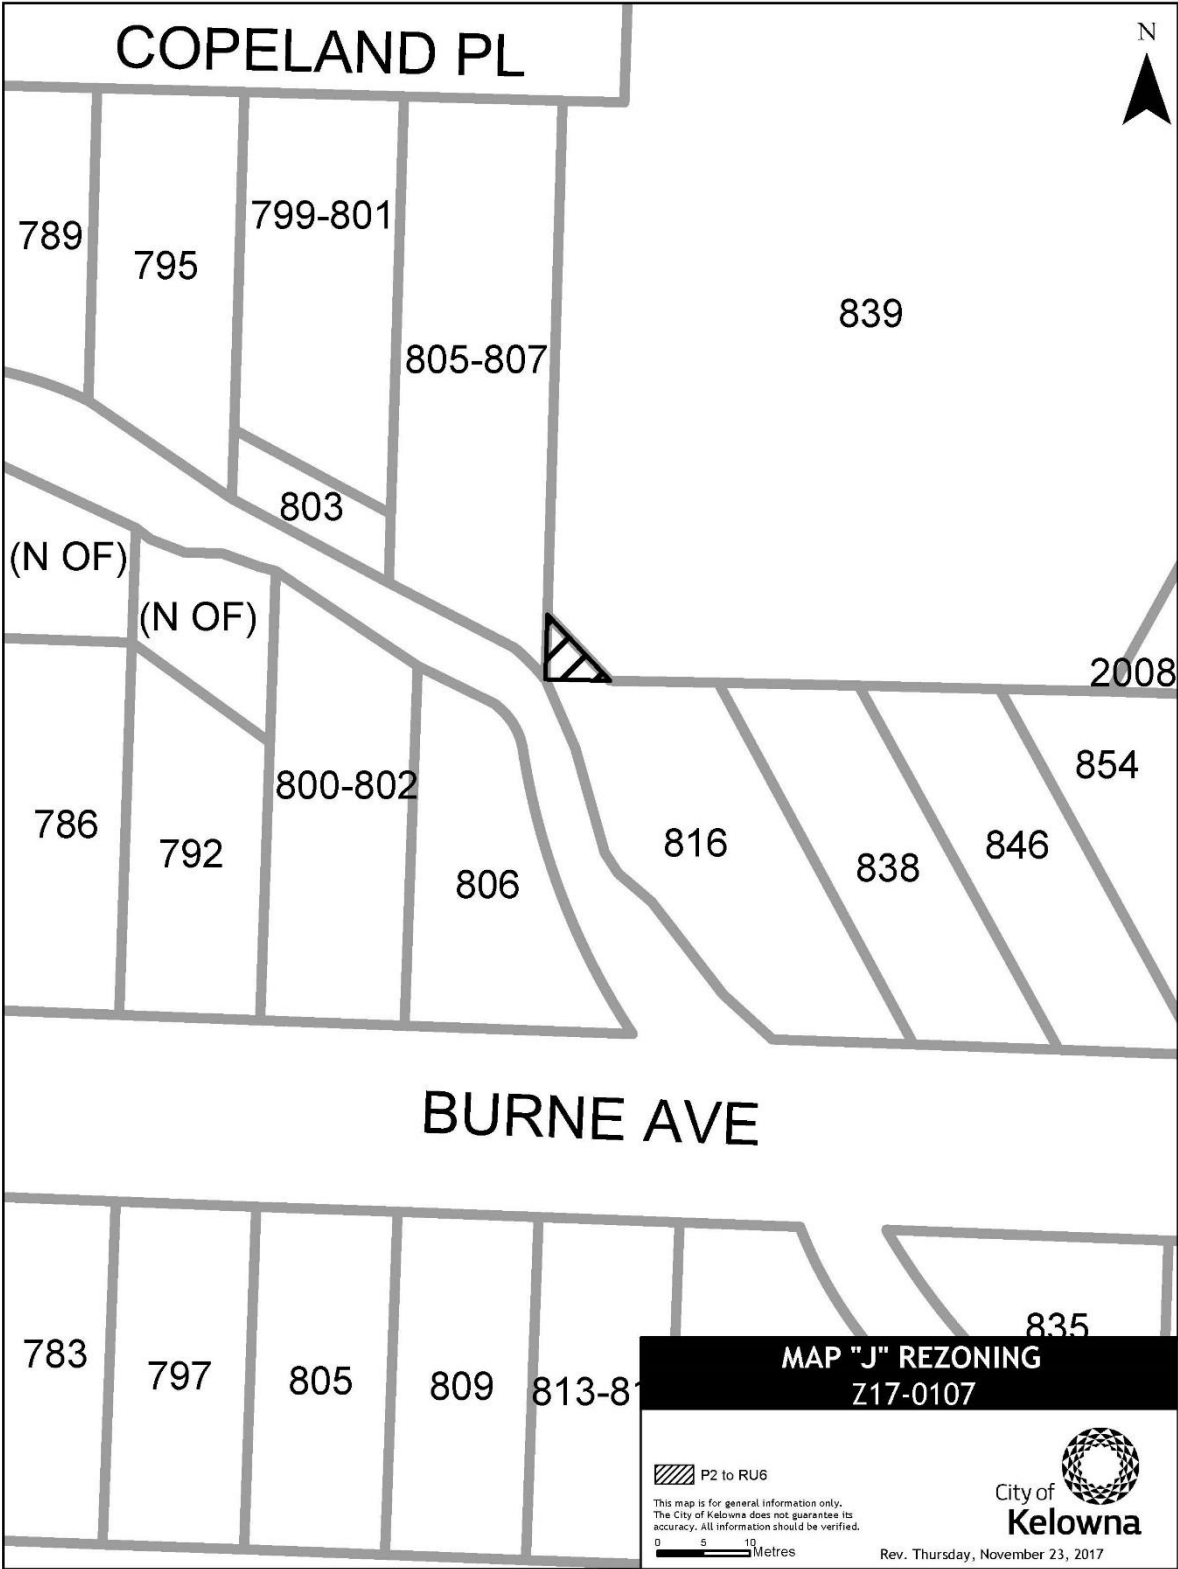 COPELAND PL
N
789
795
799-801
805-807
839
803
(N OF)
(N OF)
2008
786
792
800-802
806
816
838
846
854
BURNE AVE
783
797
805
809
813-81
835
MAP "J" REZONING
Z17-0107
P2 to RU6
This map is for general information only.
The City of Kelowna does not guarantee its
accuracy. All information should be verified.
0 5 10
Metres
City of
Kelowna
Rev. Thursday, November 23, 2017